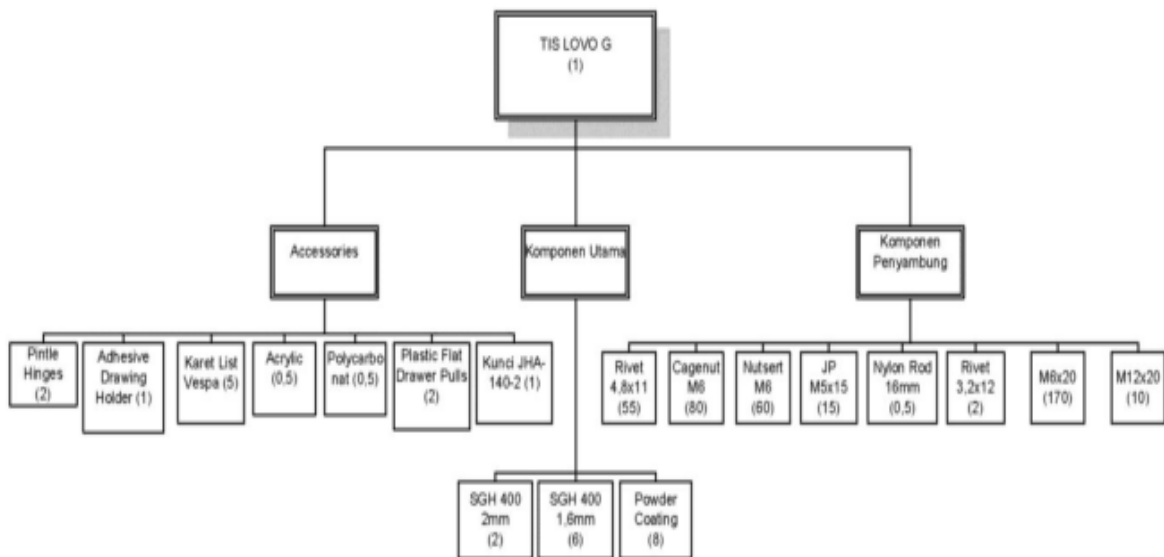 TIS LOVO G
(1)
Accessories
Komponen Utama
Komponen
Penyambung
Pintle
Hinges
(2)
Adhesive
Drawing
Holder (1)
Karet List
Vespa (5)
Acrylic
(0,5)
Polycarbo
nat (0,5)
Plastic Flat
Drawer Pulls
(2)
Kunci JHA-
140-2 (1)
Rivet
4,8x11
(55)
Cagenut
M6
(80)
Nutsert
M6
(60)
JP
M5x15
(15)
Nylon Rod
16mm
(0,5)
Rivet
3,2x12
(2)
M6x20
(170)
M12x20
(10)
SGH 400
2mm
(2)
SGH 400
1,6mm
(6)
Powder
Coating
(8)